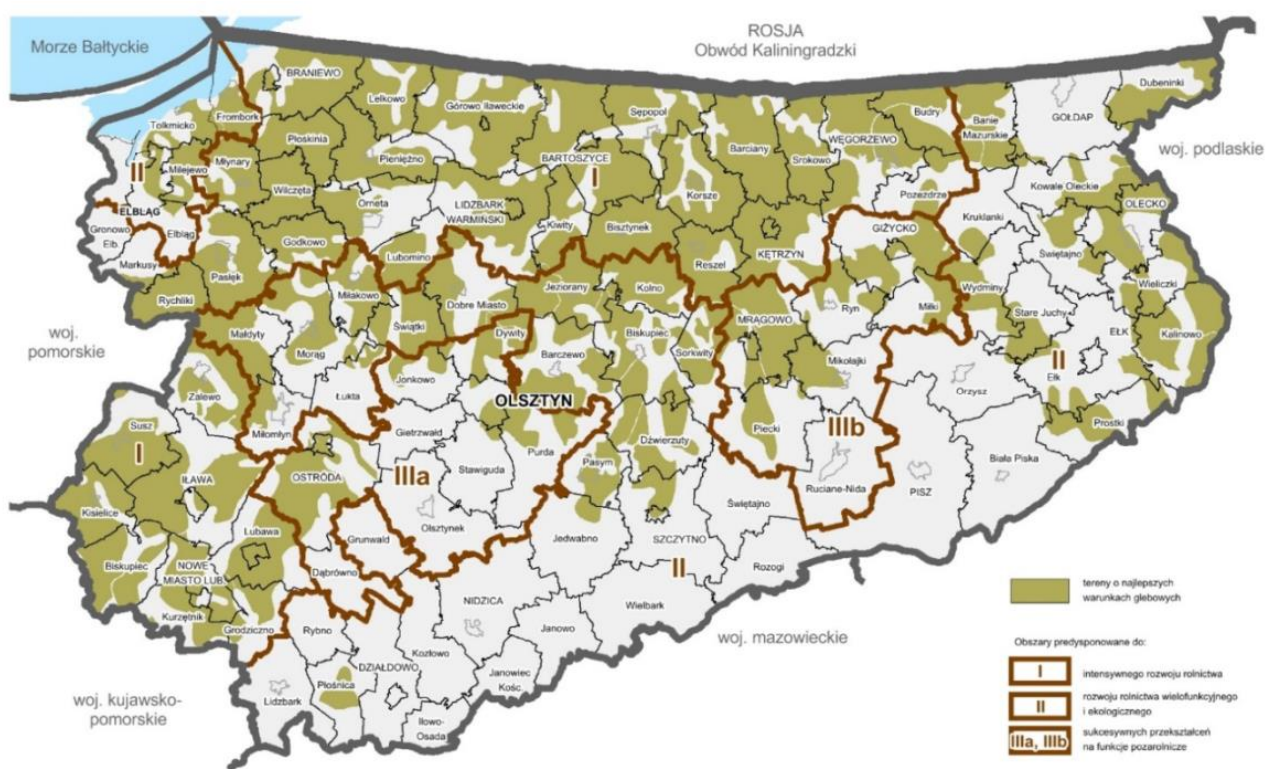 Morze Bałtyckie
ROSJA
Obwód Kaliningradzki
woj. podlaskie
woj. pomorskie
woj. kujawsko-
pomorskie
woj. mazowieckie
BRANIEWO
Lelkowo
Górowo Iławeckie
Sępopol
Dubeninki
Frombork
Tolkmicko
Płoskinia
Budry
Banie
Mazurskie
GOŁDAP
WĘGORZEWO
Barciany
Srokowo
Pieniężno
BARTOSZYCE
I
Młynary
Milejewo
II
Wilczęta
Orneta
LIDZBARK
WARMIŃSKI
Korsze
Pozezdrze
Kowale Oleckie
OLECKO
ELBLĄG
Gronowo
Elb.
Elbląg
Markusy
Godkowo
Kiwity
Bisztynek
Kruklanki
GIŻYCKO
Świętajno
Pasłęk
Lubomino
Reszel
KĘTRZYN
Wieliczki
Rychliki
Miłakowo
Dobre Miasto
Jeziorany
Kolno
Wydminy
Świątki
Ryn
Miłki
Stare Juchy
EŁK
Kalinowo
Małdyty
Morąg
Dywity
Biskupiec
MRĄGOWO
Barczewo
Sorkwity
Mikołajki
II
Ełk
Zalewo
Łukta
Jonkowo
OLSZTYN
Orzysz
Susz
Miłomłyn
Gietrzwałd
Dźwierzuty
Piecki
IIIb
Prostki
I
IŁAWA
OSTRÓDA
IIIa
Stawiguda
Purda
Pasym
Biała Piska
Ruciane-Nida
PISZ
Kisielice
Olsztynek
Świętajno
Lubawa
Grunwald
Jedwabno
SZCZYTNO
Biskupiec
NOWE
MIASTO LUB.
Dąbrówno
II
Rozogi
Kurzętnik
Grodziczno
Rybno
NIDZICA
Wielbark
Janowo
DZIAŁDOWO
Kozłowo
Płośnica
Janowiec
Kośc.
Lidzbark
Iłowo-
Osada
tereny o najlepszych
warunkach glebowych
Obszary predysponowane do:
I
intensywnego rozwoju rolnictwa
II
rozwoju rolnictwa wielofunkcyjnego
i ekologicznego
IIIa, IIIb
sukcesywnych przekształceń
na funkcje pozarolnicze